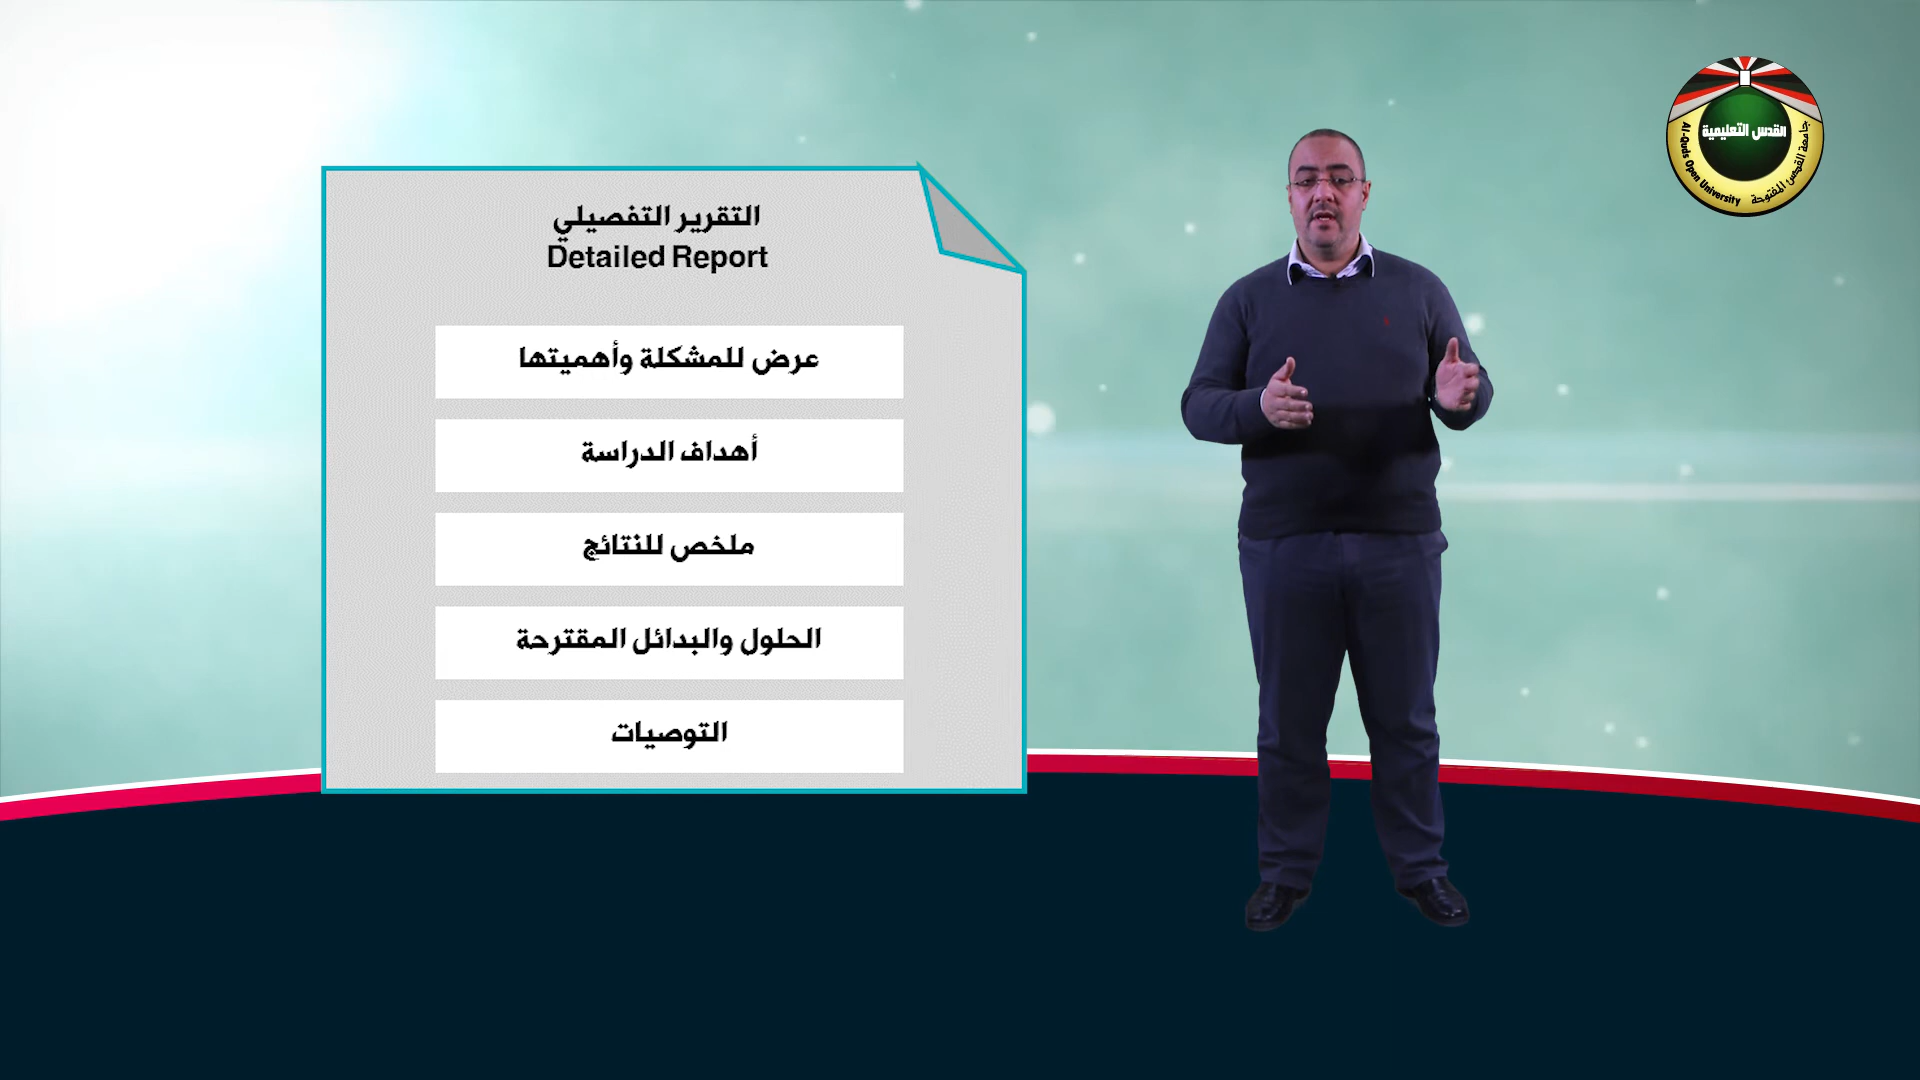 التقرير التفصيلي
Detailed Report
عرض للمشكلة وأهميتها
أهداف الدراسة
ملخص للنتائج
الحلول والبدائل المقترحة
التوصيات
القدس التعليمية
جامعة القدس المفتوحة
Al-Quds Open University